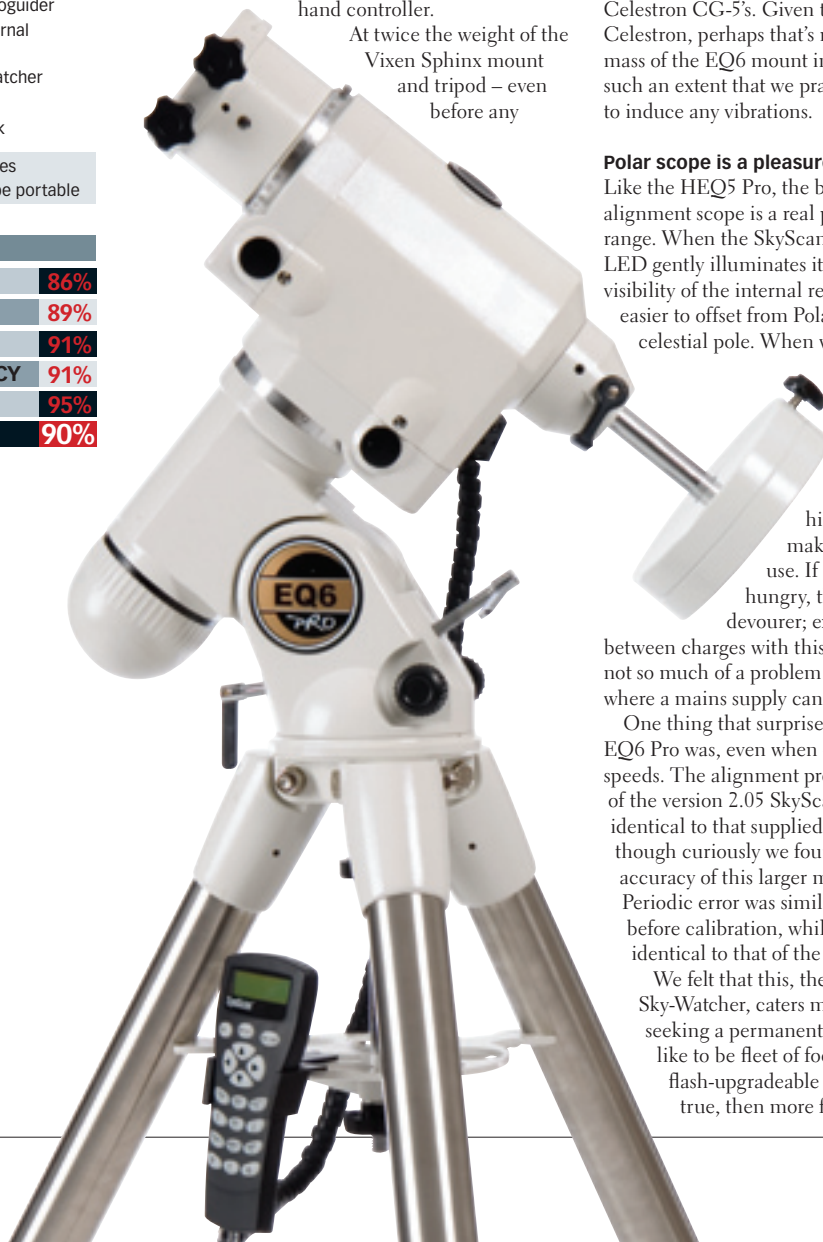 oguider
rnal
atcher
k
es
be portable
86%
89%
91%
CY 91%
95%
90%
hand controller.
At twice the weight of the
Vixen Sphinx mount
and tripod – even
before any
EQ6
PRO
Celestron CG-5's. Given t
Celestron, perhaps that's
mass of the EQ6 mount in
such an extent that we pra
to induce any vibrations.
Polar scope is a pleasur
Like the HEQ5 Pro, the b
alignment scope is a real p
range. When the SkyScan
LED gently illuminates it
visibility of the internal re
easier to offset from Pola
celestial pole. When w
hi
mak
use. If
hungry, t
devourer; e
between charges with this
not so much of a problem
where a mains supply can
One thing that surprise
EQ6 Pro was, even when
speeds. The alignment pr
of the version 2.05 SkySc
identical to that supplied
though curiously we fou
accuracy of this larger m
Periodic error was simil
before calibration, whil
identical to that of the
We felt that this, the
Sky-Watcher, caters m
seeking a permanent
like to be fleet of foo
flash-upgradeable
true, then more f